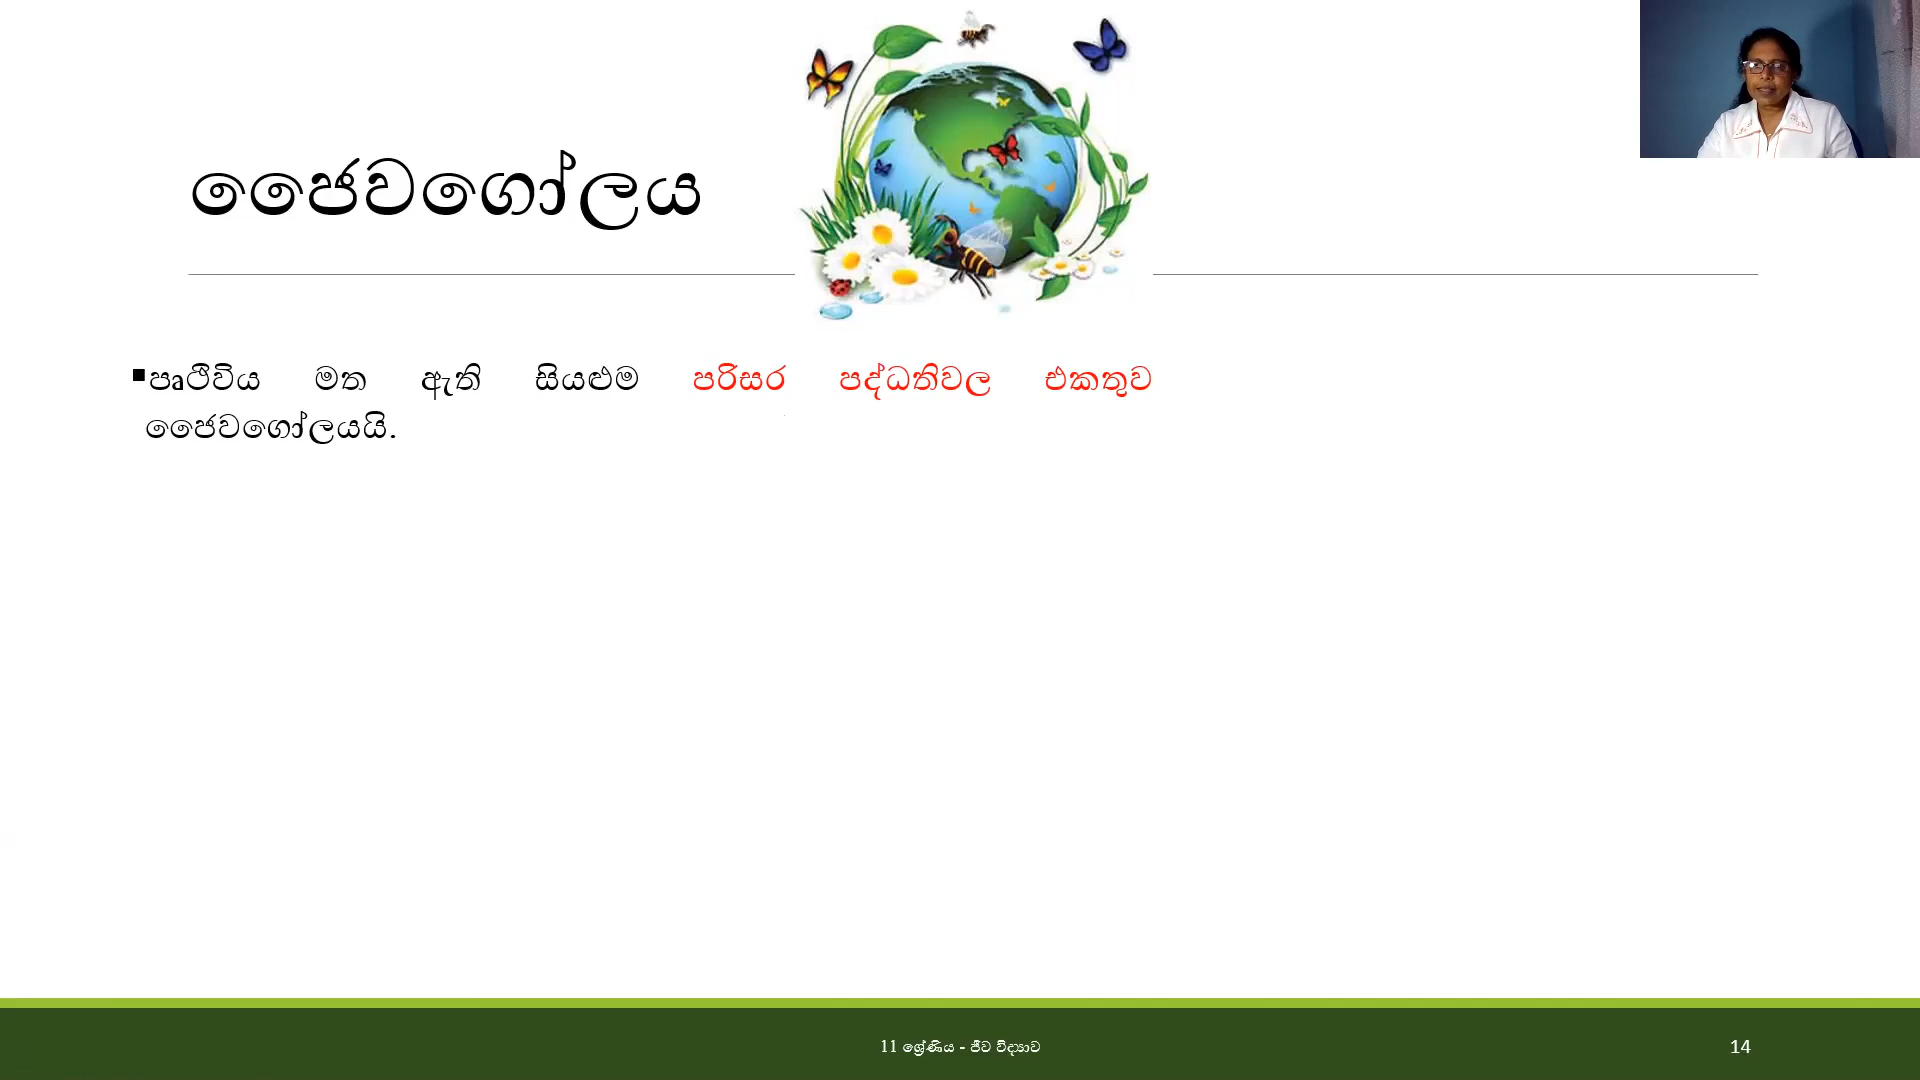 ජෛවගෝලය
▪පෘථිවිය මත ඇති සියළුම පරිසර පද්ධතිවල එකතුව
ජෛවගෝලයයි.
11 ශ්‍රේණිය - ජීව විද්‍යාව
14